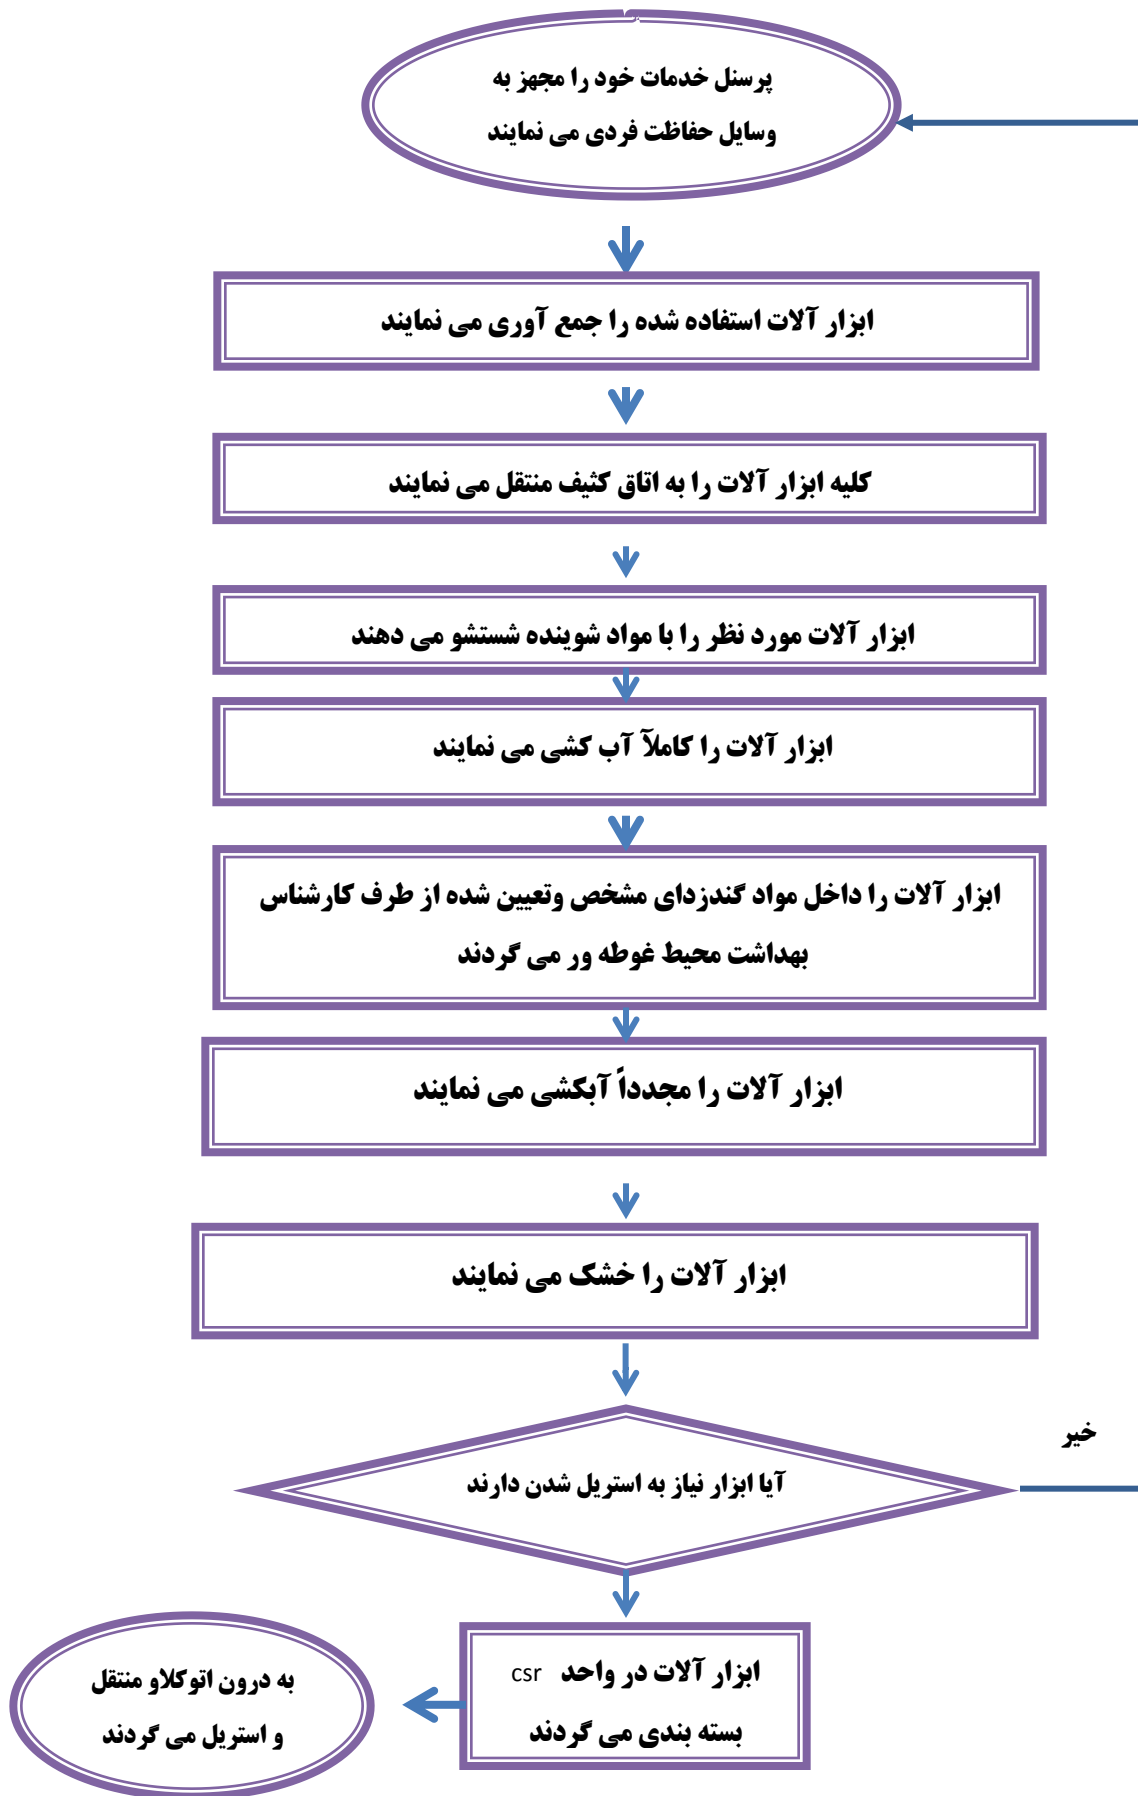 پرسنل خدمات خود را مجهز به
وسایل حفاظت فردی می نمایند
ابزار آلات استفاده شده را جمع آوری می نمایند
کلیه ابزار آلات را به اتاق کثیف منتقل می نمایند
ابزار آلات مورد نظر را با مواد شوینده شستشو می دهند
ابزار آلات را کاملآ آب کشی می نمایند
ابزار آلات را داخل مواد گندزدای مشخص وتعیین شده از طرف کارشناس
بهداشت محیط غوطه ور می گردند
ابزار آلات را مجدداً آبکشی می نمایند
ابزار آلات را خشک می نمایند
خیر
آیا ابزار نیاز به استریل شدن دارند
ابزار آلات در واحد csr
بسته بندی می گردند
به درون اتوکلاو منتقل
و استریل می گردند